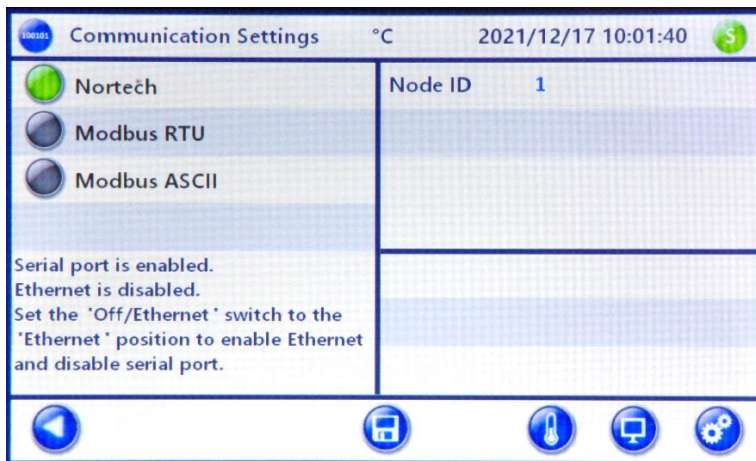 100101 Communication Settings °C 2021/12/17 10:01:40 S
Nortech Node ID 1
Modbus RTU
Modbus ASCII
Serial port is enabled.
Ethernet is disabled.
Set the 'Off/Ethernet' switch to the
'Ethernet' position to enable Ethernet
and disable serial port.